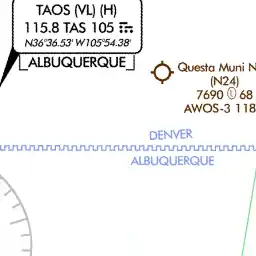 TAOS (VL) (H)
115.8 TAS 105
N36°36.53' W105°54.38'
ALBUQUERQUE
Questa Muni N
(N24)
7690 Ⓛ 68
AWOS-3 118
DENVER
ALBUQUERQUE